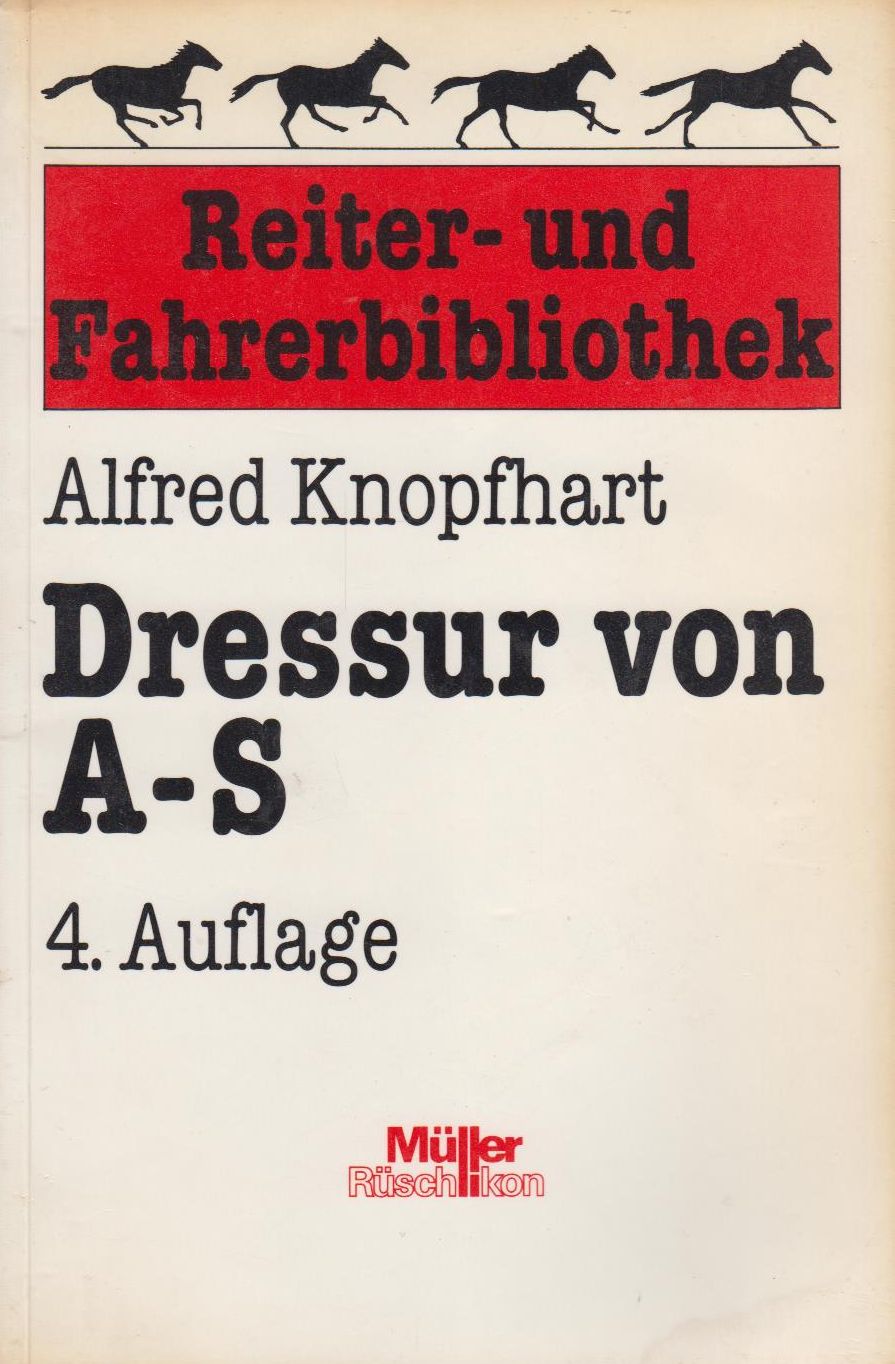 Reiter- und
Fahrerbibliothek
Alfred Knopfhart
Dressur von
A-S
4. Auflage
Müller
Rüschlikon